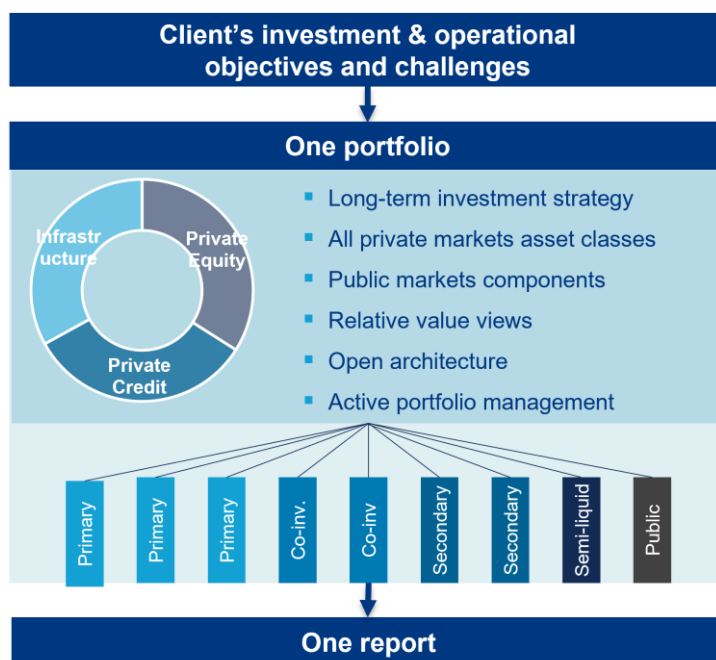 Client's investment & operational
objectives and challenges
One portfolio
Infrastr
ucture
Private
Equity
Private
Credit
Long-term investment strategy
All private markets asset classes
Public markets components
Relative value views
Open architecture
Active portfolio management
Primary
Primary
Primary
Co-inv.
Co-inv
Secondary
Secondary
Semi-liquid
Public
One report